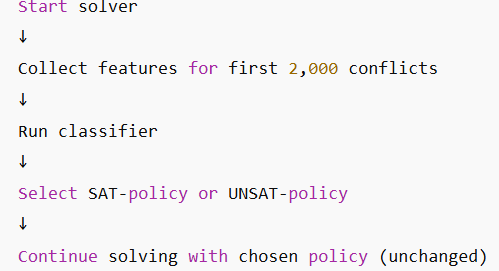 Start solver
↓
Collect features for first 2,000 conflicts
↓
Run classifier
↓
Select SAT-policy or UNSAT-policy
↓
Continue solving with chosen policy (unchanged)